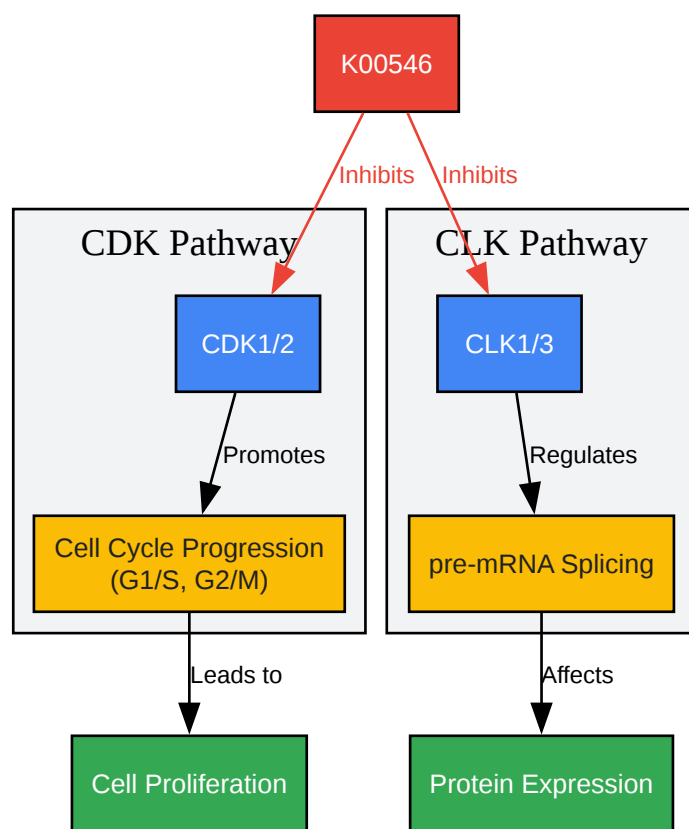 K00546
Inhibits
Inhibits
CDK Pathway
CLK Pathway
CDK1/2
CLK1/3
Promotes
Regulates
Cell Cycle Progression
(G1/S, G2/M)
pre-mRNA Splicing
Leads to
Affects
Cell Proliferation
Protein Expression